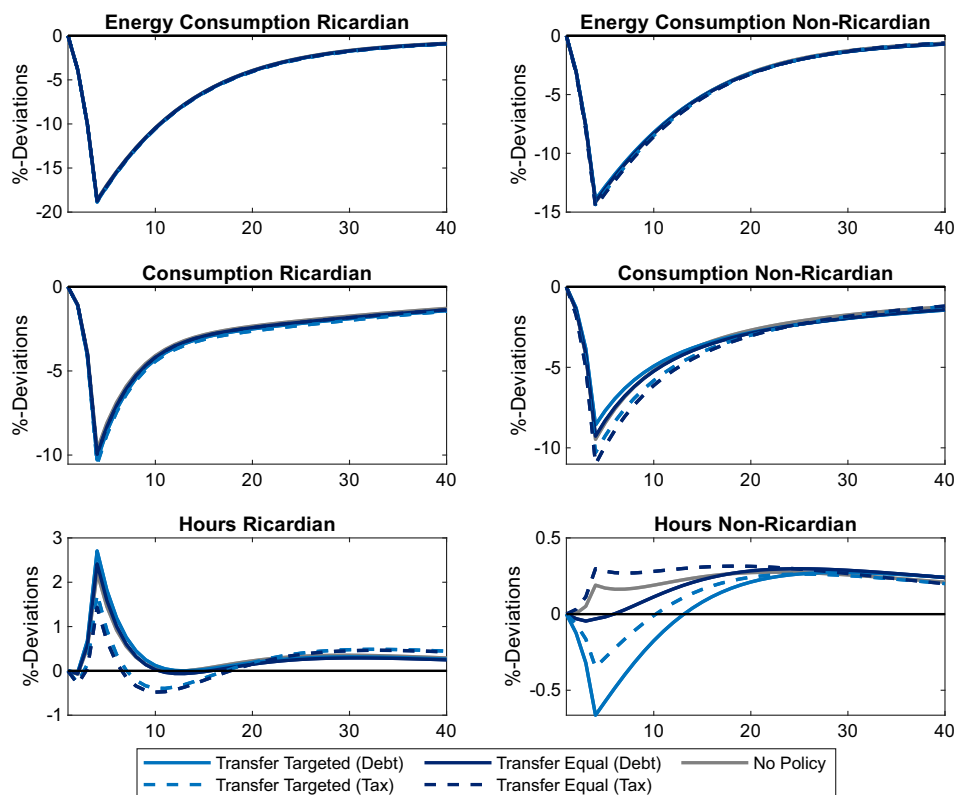 Energy Consumption Ricardian
Energy Consumption Non-Ricardian
%-Deviations
0
-5
-10
-15
-20
10 20 30 40
%-Deviations
0
-5
-10
-15
10 20 30 40
Consumption Ricardian
Consumption Non-Ricardian
%-Deviations
0
-5
-10
10 20 30 40
%-Deviations
0
-5
-10
10 20 30 40
Hours Ricardian
Hours Non-Ricardian
%-Deviations
3
2
1
0
-1
10 20 30 40
%-Deviations
0.5
0
-0.5
10 20 30 40
Transfer Targeted (Debt) Transfer Equal (Debt) No Policy
Transfer Targeted (Tax) Transfer Equal (Tax)